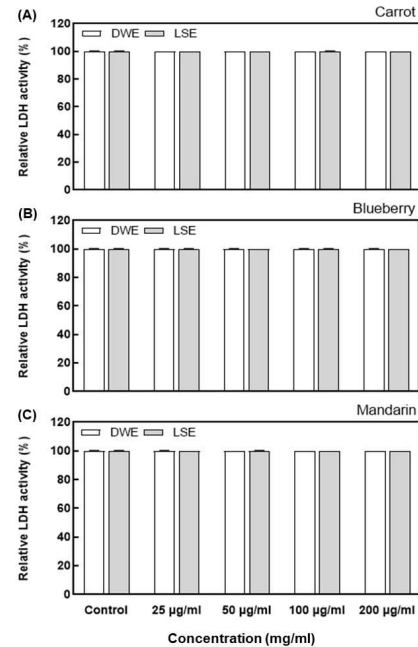 (A)
Carrot
Relative LDH activity (%)
120
100
80
60
40
20
0
DWE LSE
(B)
Blueberry
Relative LDH activity (%)
120
100
80
60
40
20
0
DWE LSE
(C)
Mandarin
Relative LDH activity (%)
120
100
80
60
40
20
0
DWE LSE
Control 25 µg/ml 50 µg/ml 100 µg/ml 200 µg/ml
Concentration (mg/ml)